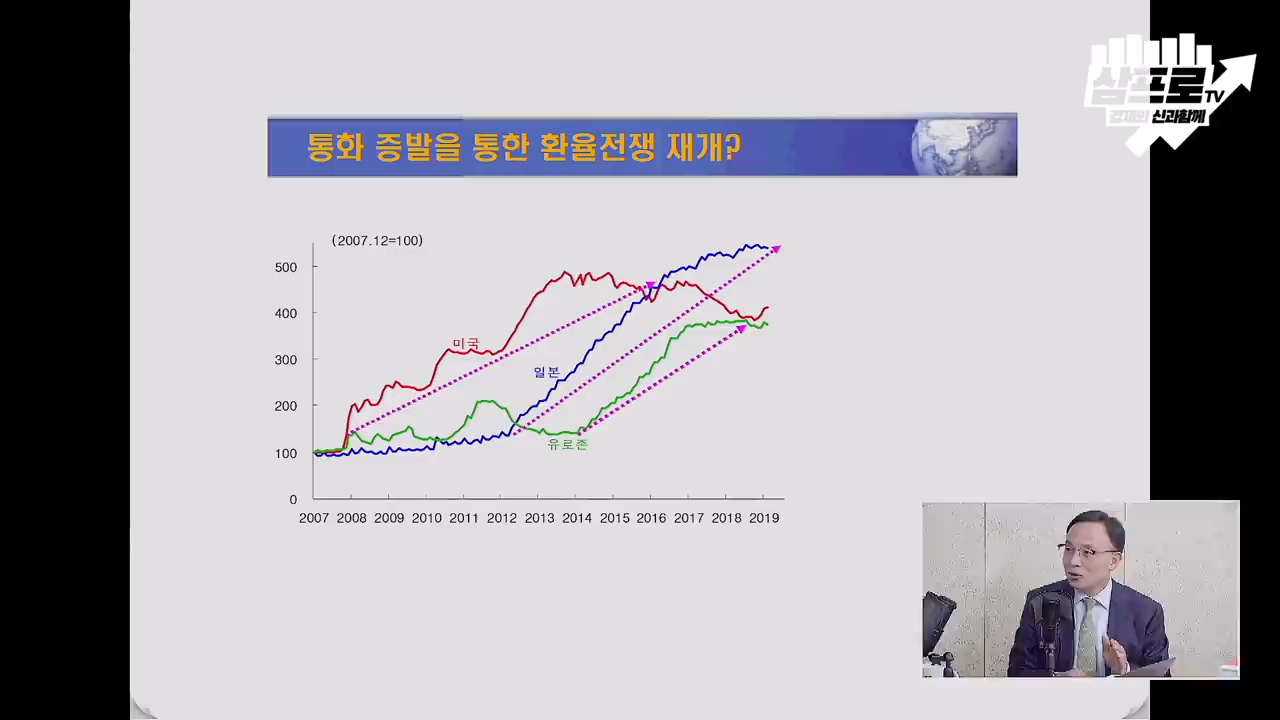 삼프로TV
경제의 신과함께
통화 증발을 통한 환율전쟁 재개?
(2007.12=100)
500
400
미국
300
일본
200
유로존
100
0
2007 2008 2009 2010 2011 2012 2013 2014 2015 2016 2017 2018 2019